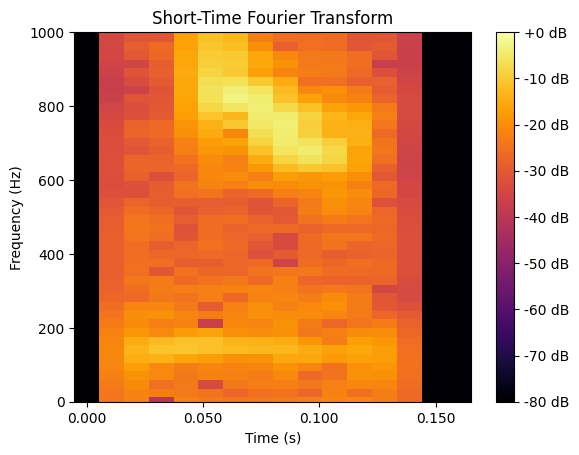 Short-Time Fourier Transform
Frequency (Hz)
1000
800
600
400
200
0
0.000
0.050
0.100
0.150
Time (s)
+0 dB
-10 dB
-20 dB
-30 dB
-40 dB
-50 dB
-60 dB
-70 dB
-80 dB